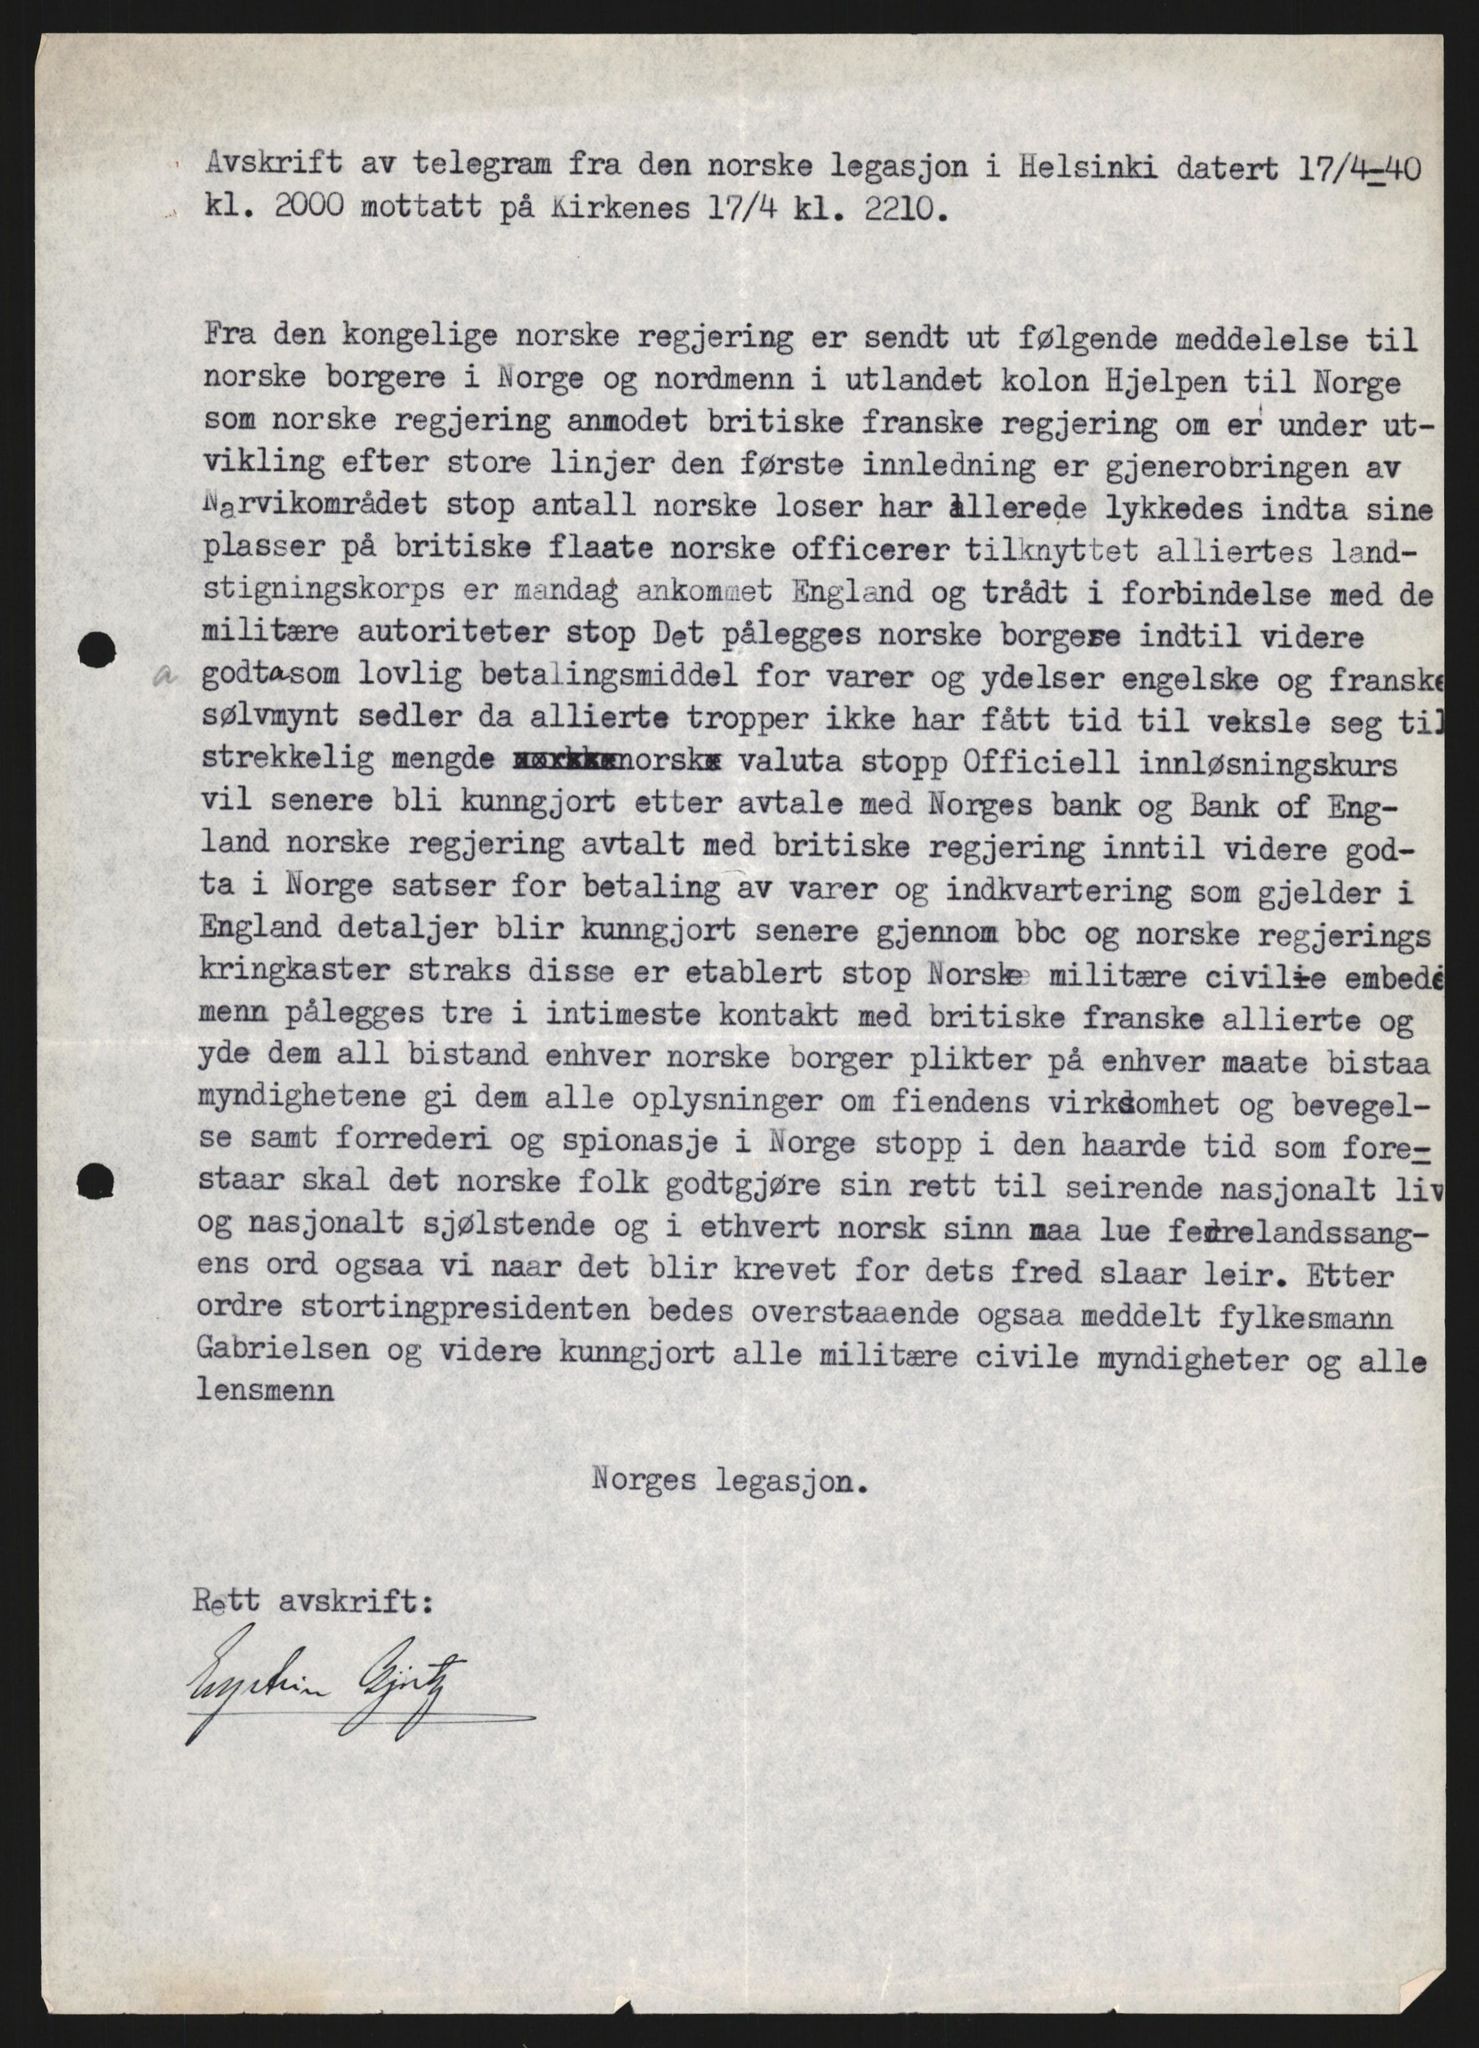 Avskrift av telegram fra den norske legasjon i Helsinki datert 17/4-40
kl. 2000 mottatt på Kirkenes 17/4 kl. 2210.
Fra den kongelige norske regjering er sendt ut følgende meddelelse til
norske borgere i Norge og nordmenn i utlandet kolon Hjelpen til Norge
som norske regjering anmodet britiske franske regjering om er under ut-
vikling efter store linjer den første innledning er gjenerobringen av
Narvikområdet stop antall norske loser har allerede lykkedes indta sine
plasser på britiske flaate norske officerer tilknyttet alliertes land-
stigningskorps er mandag ankommet England og trådt i forbindelse med de
militære autoriteter stop Det pålegges norske borgere indtil videre
a godta som lovlig betalingsmiddel for varer og ydelser engelske og franske
sølvmynt sedler da allierte tropper ikke har fått tid til veksle seg til
strekkelig mengde norsk valuta stopp Officiell innløsningskurs
vil senere bli kunngjort etter avtale med Norges bank og Bank of Eng-
land norske regjering avtalt med britiske regjering inntil videre god-
ta i Norge satser for betaling av varer og indkvartering som gjelder i
England detaljer blir kunngjort senere gjennom bbc og norske regjerings
kringkaster straks disse er etablert stop Norske militære civile embeds
menn pålegges tre i intimeste kontakt med britiske franske allierte og
yde dem all bistand enhver norske borger plikter på enhver maate bistaa
myndighetene gi dem alle oplysninger om fiendens virksomhet og bevegel-
se samt forrederi og spionasje i Norge stopp i den haarde tid som fore-
staar skal det norske folk godtgjøre sin rett til seirende nasjonalt liv
og nasjonalt sjølstende og i ethvert norsk sinn maa lue fedrelandssang-
ens ord ogsaa vi naar det blir krevet for dets fred slaar leir. Etter
ordre stortingpresidenten bedes overstaaende ogsaa meddelt fylkesmann
Gabrielsen og videre kunngjort alle militære civile myndigheter og alle
lensmenn
Norges legasjon.
Rett avskrift: